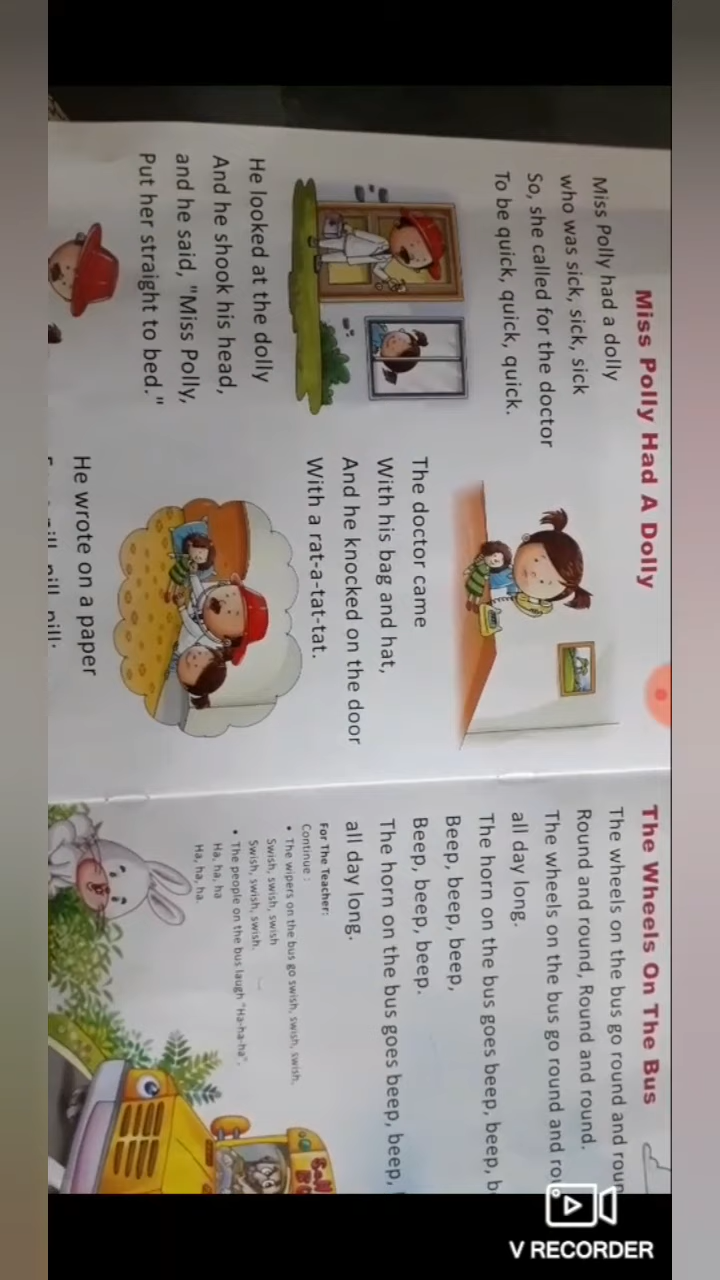 Miss Polly Had A Dolly
Miss Polly had a dolly
who was sick, sick, sick
So, she called for the doctor
To be quick, quick, quick.
The doctor came
With his bag and hat,
And he knocked on the door
With a rat-a-tat-tat.
He looked at the dolly
And he shook his head,
and he said, "Miss Polly,
Put her straight to bed."
He wrote on a paper
pill, pill:
The Wheels On The Bus
The wheels on the bus go round and
Round and round, Round and round.
The wheels on the bus go round and
all day long.
The horn on the bus goes beep, beep,
Beep, beep, beep,
Beep, beep, beep.
The horn on the bus goes beep, beep,
all day long.
For The Teacher:
Continue :
• The wipers on the bus go swish, swish, swish,
Swish, swish, swish
Swish, swish, swish.
• The people on the bus laugh "Ha-ha-ha".
Ha, ha, ha
Ha, ha, ha.
V RECORDER